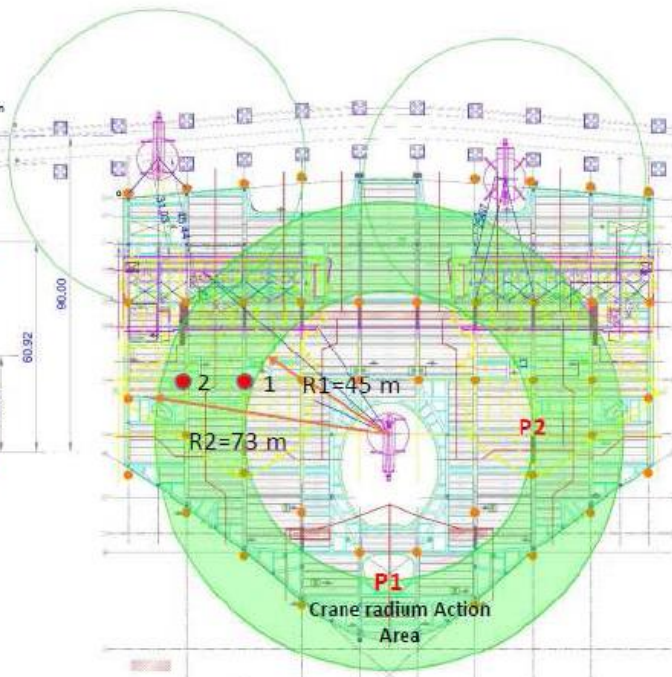 90.00
60.92
2
1
R1=45 m
R2=73 m
P2
P1
Crane radium Action
Area